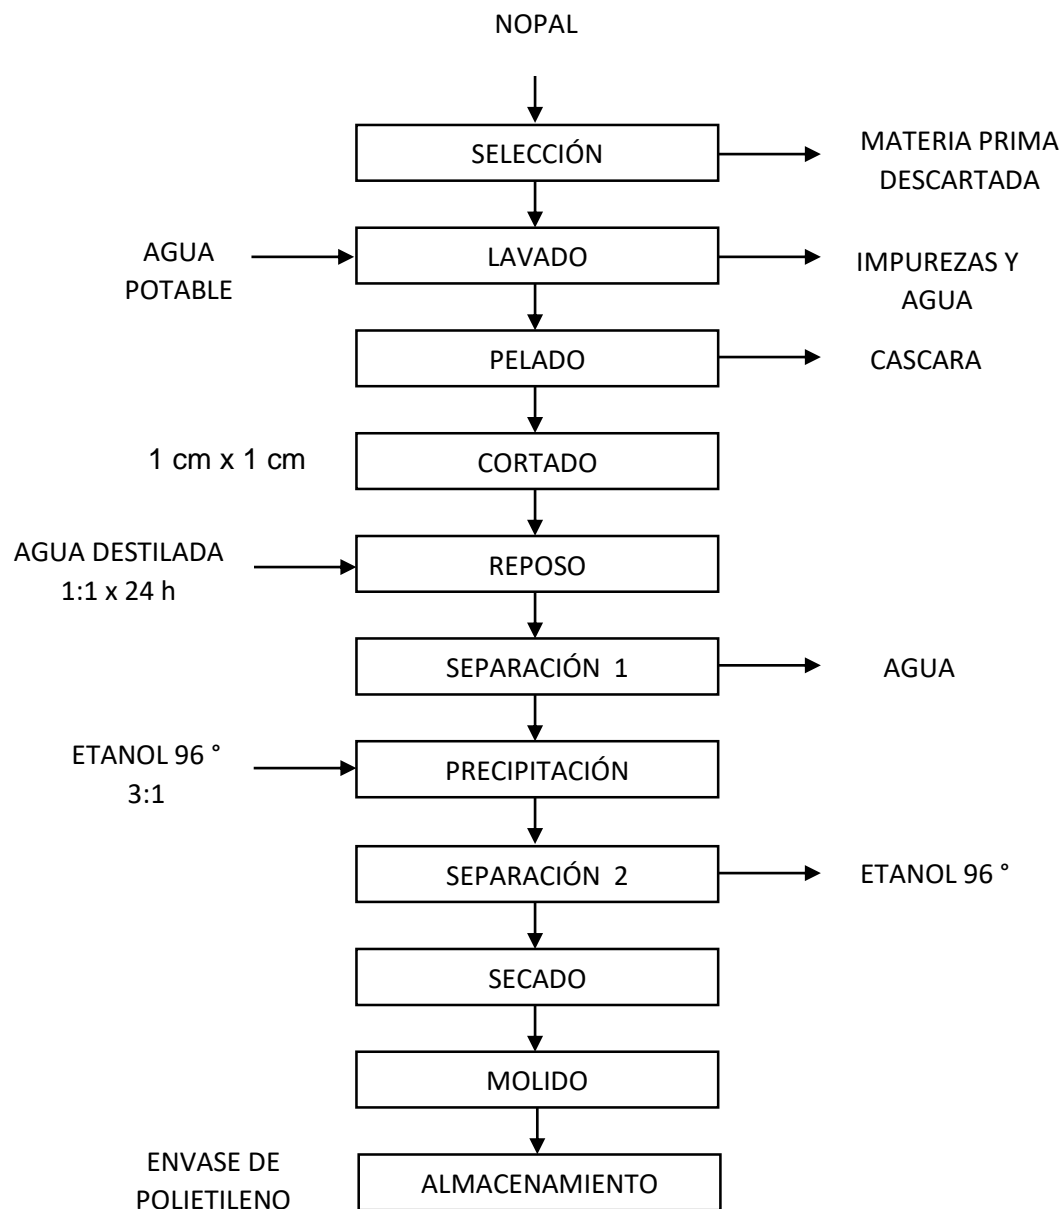 NOPAL
SELECCIÓN
MATERIA PRIMA
DESCARTADA
AGUA
POTABLE
LAVADO
IMPUREZAS Y
AGUA
PELADO
CASCARA
1 cm x 1 cm
CORTADO
AGUA DESTILADA
1:1 x 24 h
REPOSO
SEPARACIÓN 1
AGUA
ETANOL 96 °
3:1
PRECIPITACIÓN
SEPARACIÓN 2
ETANOL 96 °
SECADO
MOLIDO
ENVASE DE
POLIETILENO
ALMACENAMIENTO